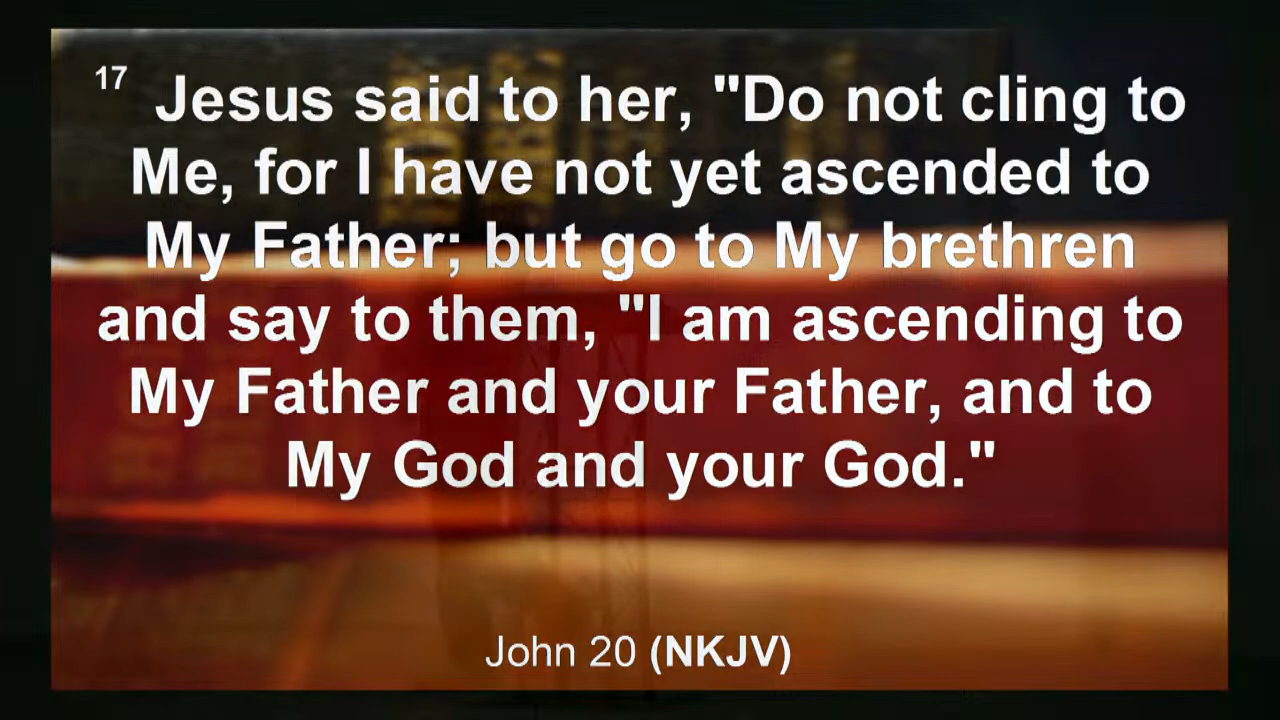 17 Jesus said to her, "Do not cling to
Me, for I have not yet ascended to
My Father; but go to My brethren
and say to them, "I am ascending to
My Father and your Father, and to
My God and your God."
John 20 (NKJV)